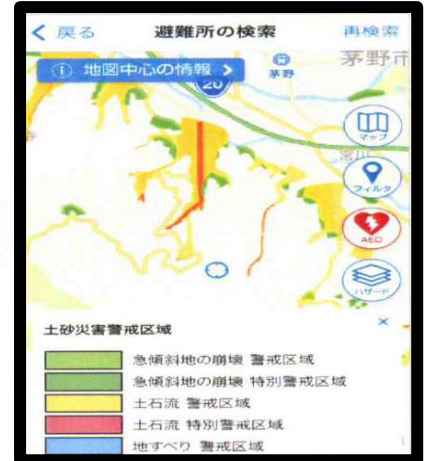 戻る
避難所の検索
再検索
地図中心の情報
20
茅野
茅野市
宮川
マップ
フィルタ
AED
ハザード
土砂災害警戒区域
×
急傾斜地の崩壊 警戒区域
急傾斜地の崩壊 特別警戒区域
土石流 警戒区域
土石流 特別警戒区域
地すべり 警戒区域